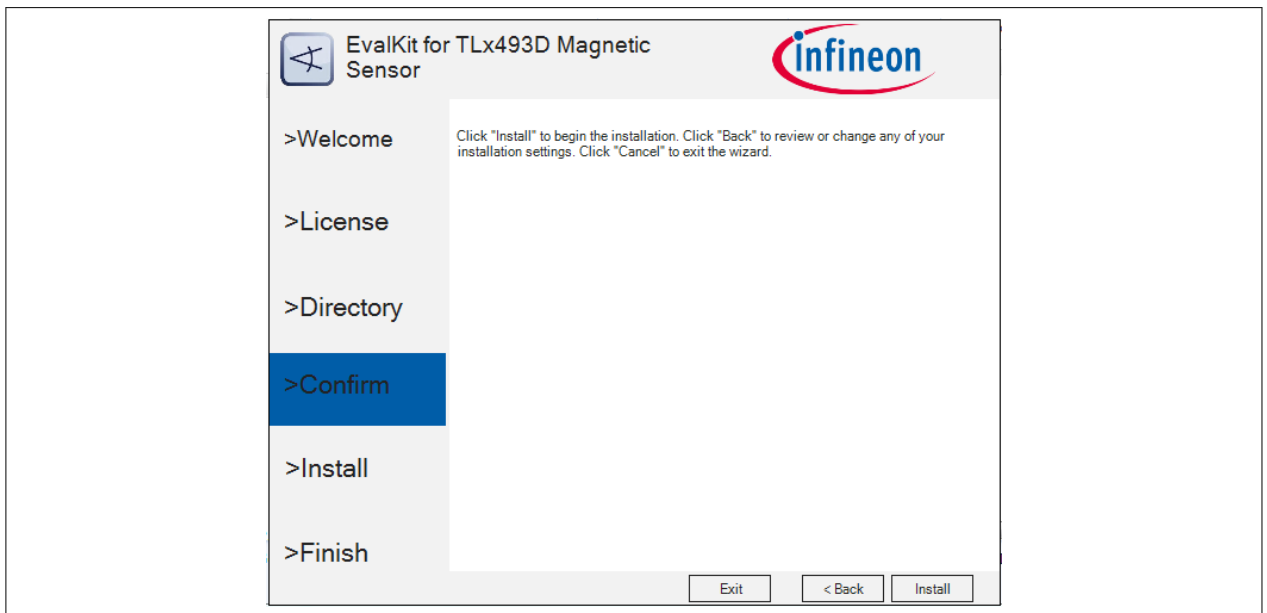 EvalKit for TLx493D Magnetic
Sensor
infineon
>Welcome
Click "Install" to begin the installation. Click "Back" to review or change any of your
installation settings. Click "Cancel" to exit the wizard.
>License
>Directory
>Confirm
>Install
>Finish
Exit
< Back
Install